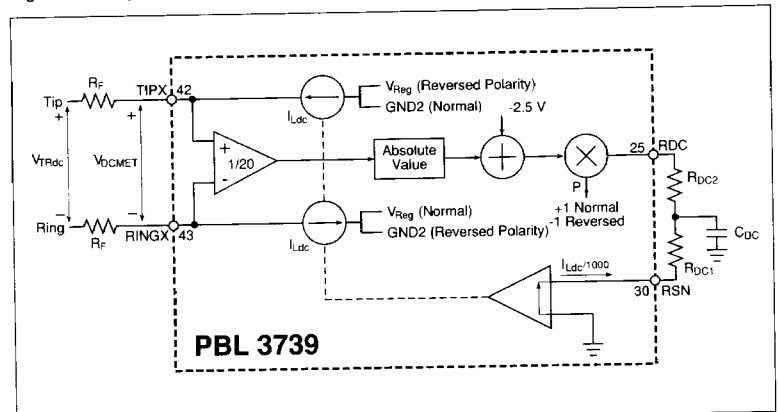 R_F
TIPX
42
Tip
+
+
V_TRdc
V_DCMET
−
−
Ring
R_F
RINGX
43
I_Ldc
V_Reg (Reversed Polarity)
GND2 (Normal)
-2.5 V
+
1/20
-
Absolute
Value
+
×
P
+1 Normal
-1 Reversed
25
RDC
R_DC2
C_DC
R_DC1
I_Ldc
V_Reg (Normal)
GND2 (Reversed Polarity)
I_Ldc/1000
30
RSN
PBL 3739